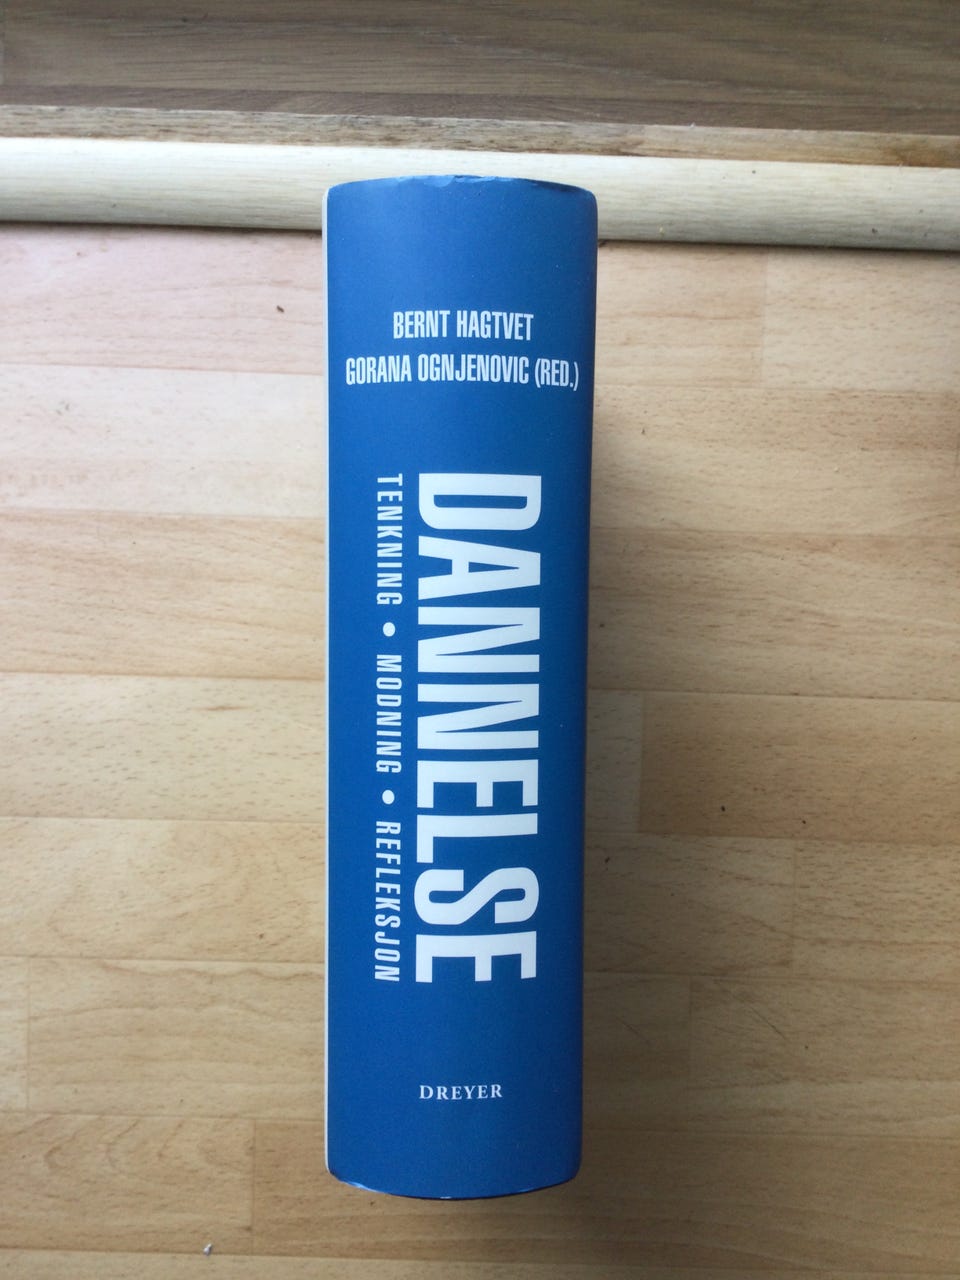 BERNT HAGTVET
GORANA OGNJENOVIC (RED.)
DANNELSE
TENKNING • MODNING • REFLEKSJON
DREYER